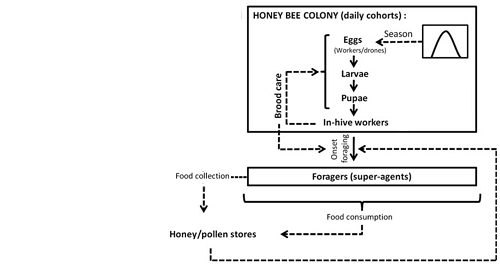 HONEY BEE COLONY (daily cohorts) :
Eggs
Season
(Workers/drones)
Larvae
Brood care
Pupae
In-hive workers
Onset
foraging
Food collection
Foragers (super-agents)
Food consumption
Honey/pollen stores